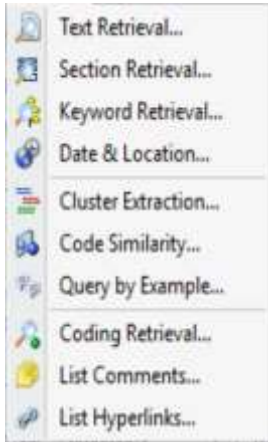 Text Retrieval...
Section Retrieval...
Keyword Retrieval...
Date & Location...
Cluster Extraction...
Code Similarity...
Query by Example...
Coding Retrieval...
List Comments...
List Hyperlinks...